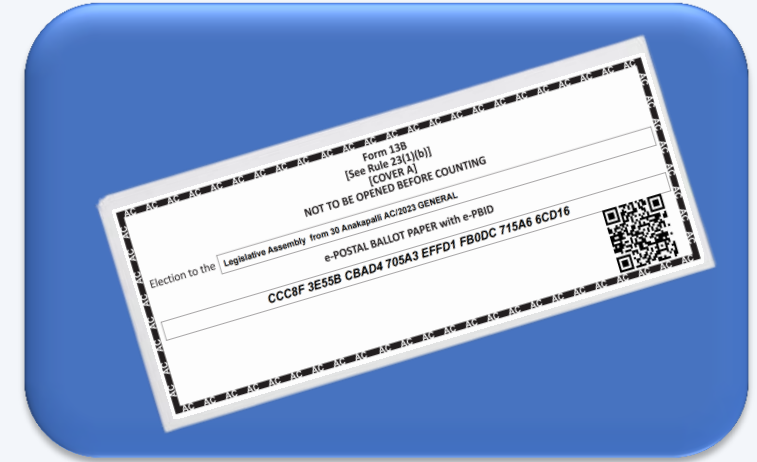 Form 13B
[See Rule 23(1)(b)]
[COVER A]
NOT TO BE OPENED BEFORE COUNTING
Election to the Legislative Assembly from 30 Anakapalli AC/2023 GENERAL
e-POSTAL BALLOT PAPER with e-PBID
CCC8F 3E55B CBAD4 705A3 EFFD1 FB0DC 715A6 6CD16